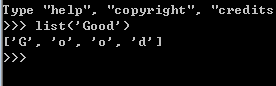 Type "help", "copyright", "credits
>>> list('Good')
['G', 'o', 'o', 'd']
>>>